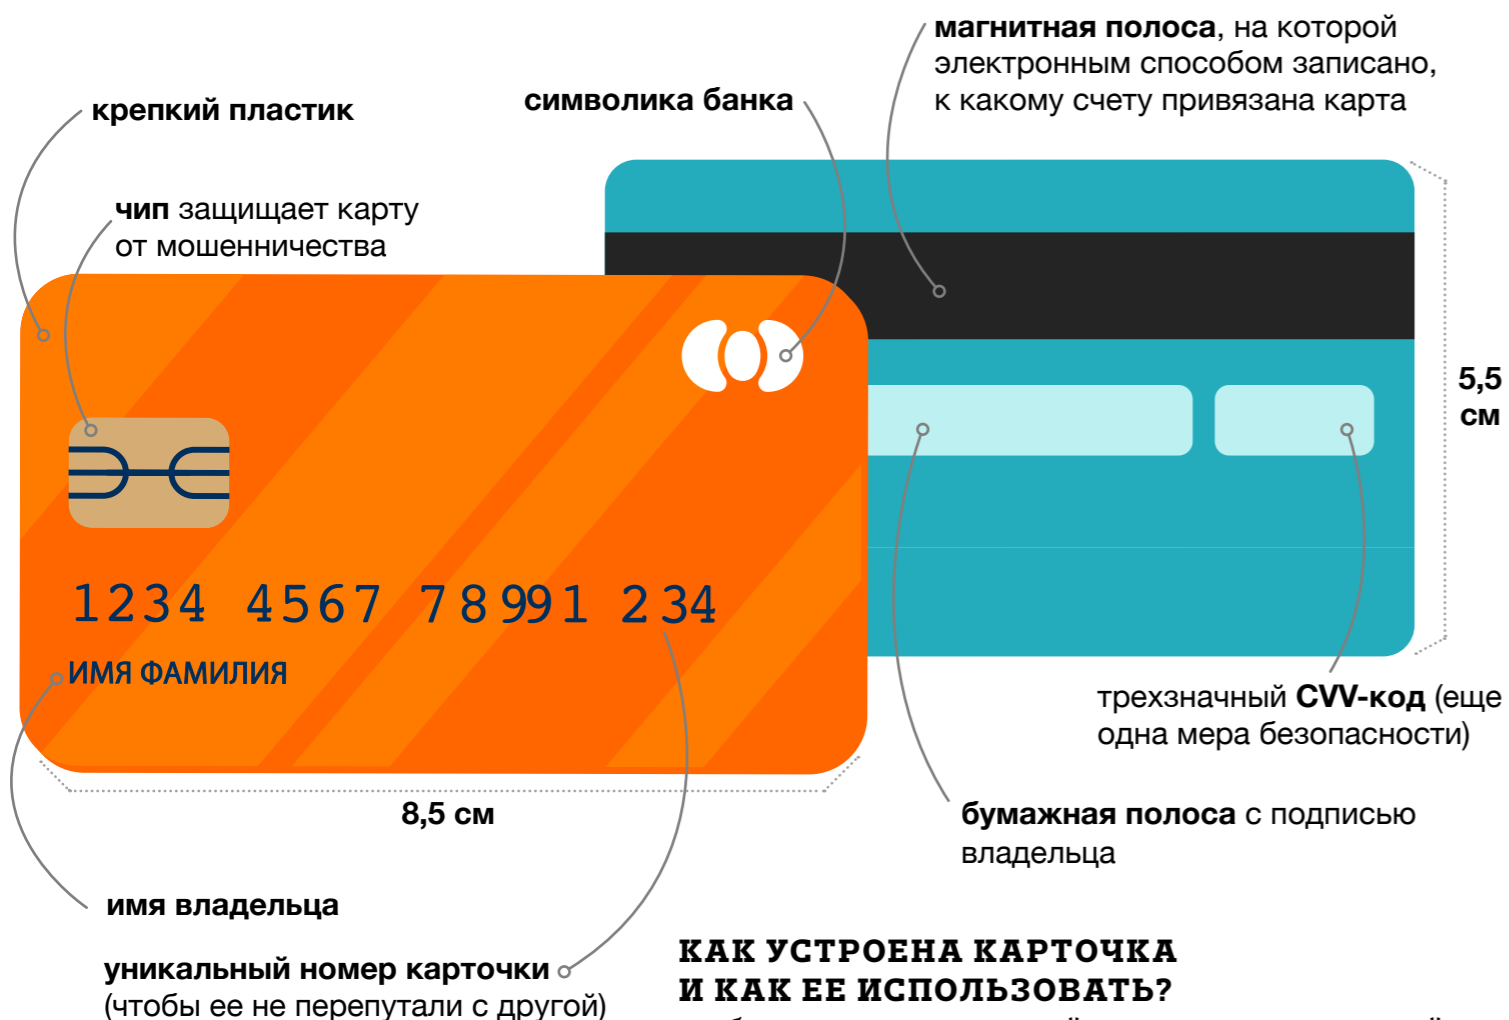 магнитная полоса, на которой
электронным способом записано,
к какому счету привязана карта
крепкий пластик
символика банка
чип защищает карту
от мошенничества
5,5
см
1234 4567 78991 234
ИМЯ ФАМИЛИЯ
трехзначный CVV-код (еще
одна мера безопасности)
8,5 см
бумажная полоса с подписью
владельца
имя владельца
уникальный номер карточки
(чтобы ее не перепутали с другой)
КАК УСТРОЕНА КАРТОЧКА
И КАК ЕЕ ИСПОЛЬЗОВАТЬ?